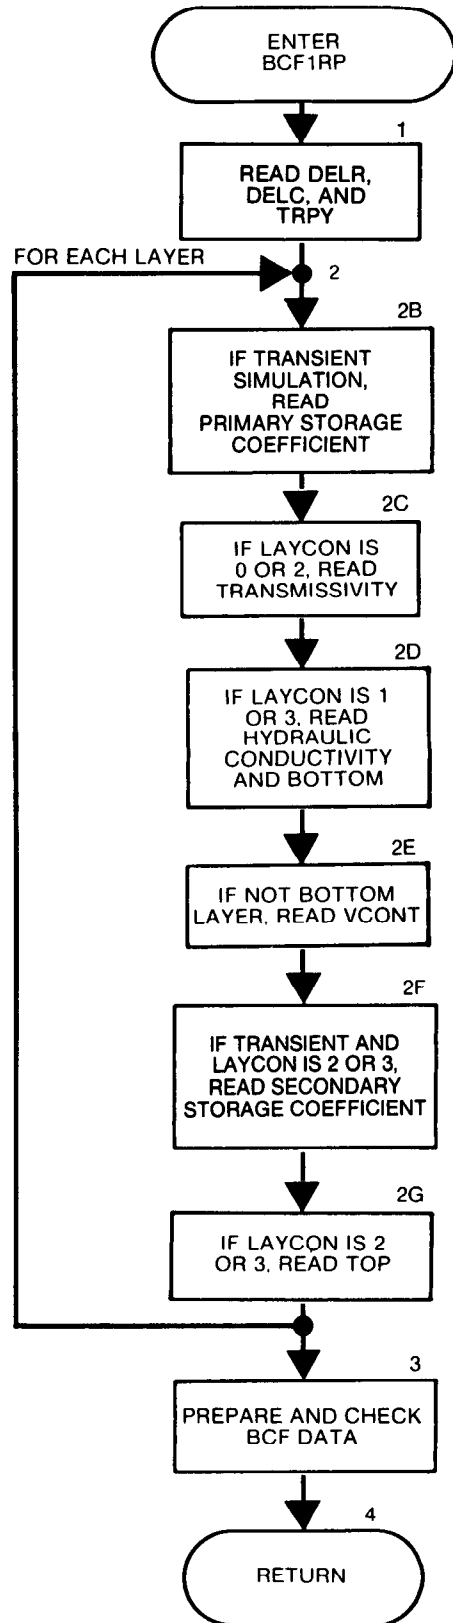 ENTER
BCF1RP
1
READ DELR,
DELC, AND
TRPY
FOR EACH LAYER
2
2B
IF TRANSIENT
SIMULATION,
READ
PRIMARY STORAGE
COEFFICIENT
2C
IF LAYCON IS
0 OR 2, READ
TRANSMISSIVITY
2D
IF LAYCON IS 1
OR 3, READ
HYDRAULIC
CONDUCTIVITY
AND BOTTOM
2E
IF NOT BOTTOM
LAYER, READ VCONT
2F
IF TRANSIENT AND
LAYCON IS 2 OR 3,
READ SECONDARY
STORAGE COEFFICIENT
2G
IF LAYCON IS 2
OR 3, READ TOP
3
PREPARE AND CHECK
BCF DATA
4
RETURN